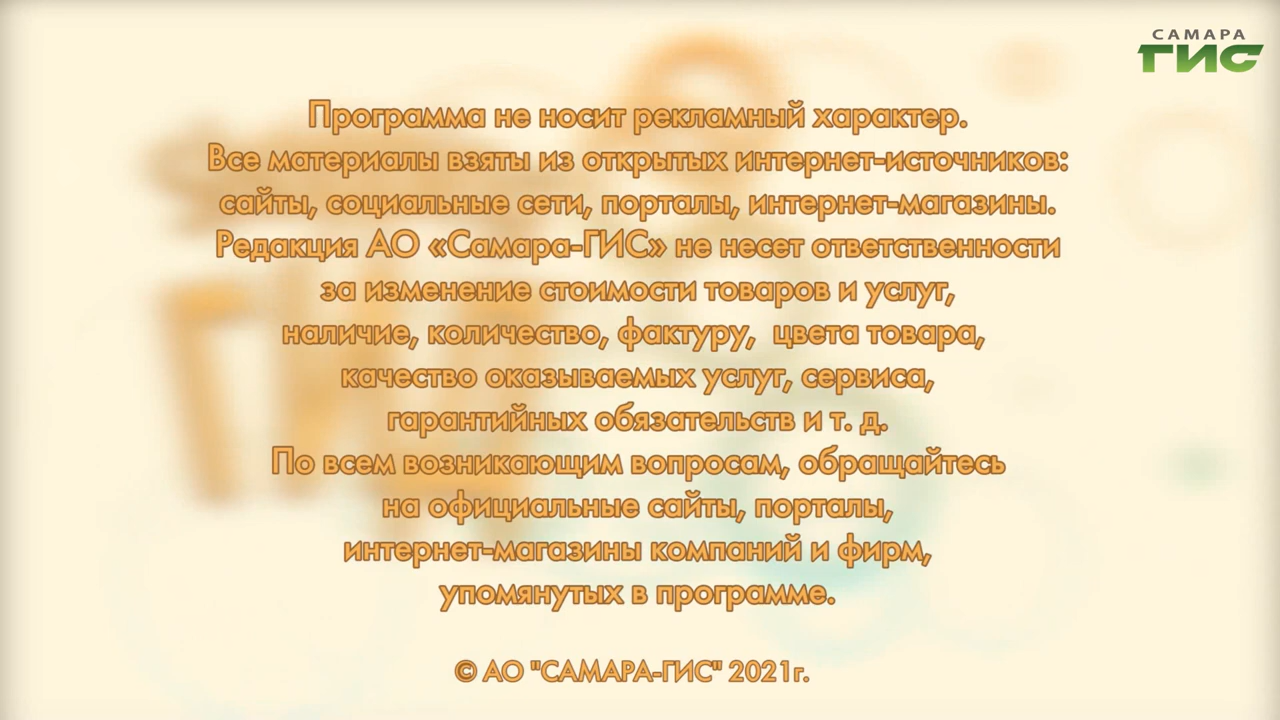 САМАРА
ГИС
Программа не носит рекламный характер.
Все материалы взяты из открытых интернет-источников:
сайты, социальные сети, порталы, интернет-магазины.
Редакция АО «Самара-ГИС» не несет ответственности
за изменение стоимости товаров и услуг,
наличие, количество, фактуру, цвета товара,
качество оказываемых услуг, сервиса,
гарантийных обязательств и т. д.
По всем возникающим вопросам, обращайтесь
на официальные сайты, порталы,
интернет-магазины компаний и фирм,
упомянутых в программе.
© АО "САМАРА-ГИС" 2021г.